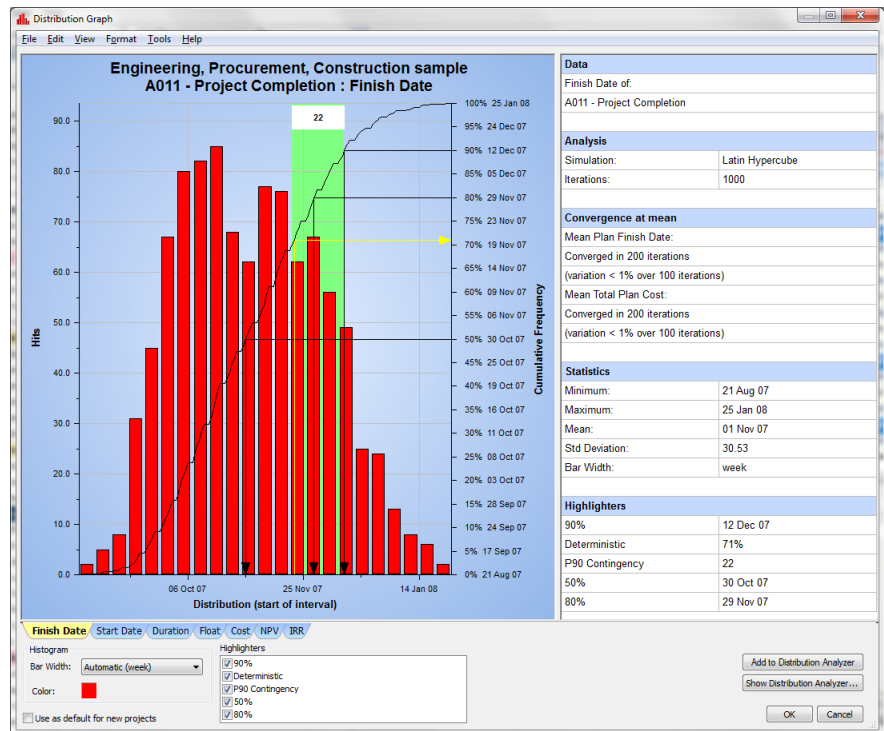 Distribution Graph
File Edit View Format Tools Help
Engineering, Procurement, Construction sample
A011 - Project Completion : Finish Date
22
Hits
90.0
80.0
70.0
60.0
50.0
40.0
30.0
20.0
10.0
0.0
100% 25 Jan 08
95% 24 Dec 07
90% 12 Dec 07
85% 05 Dec 07
80% 29 Nov 07
75% 23 Nov 07
70% 19 Nov 07
65% 14 Nov 07
60% 09 Nov 07
55% 06 Nov 07
50% 30 Oct 07
45% 25 Oct 07
40% 19 Oct 07
35% 16 Oct 07
30% 11 Oct 07
25% 08 Oct 07
20% 03 Oct 07
15% 28 Sep 07
10% 24 Sep 07
5% 17 Sep 07
0% 21 Aug 07
Cumulative Frequency
06 Oct 07 25 Nov 07 14 Jan 08
Distribution (start of interval)
Data
Finish Date of:
A011 - Project Completion
Analysis
Simulation: Latin Hypercube
Iterations: 1000
Convergence at mean
Mean Plan Finish Date:
Converged in 200 iterations
(variation < 1% over 100 iterations)
Mean Total Plan Cost:
Converged in 200 iterations
(variation < 1% over 100 iterations)
Statistics
Minimum: 21 Aug 07
Maximum: 25 Jan 08
Mean: 01 Nov 07
Std Deviation: 30.53
Bar Width: week
Highlighters
90% 12 Dec 07
Deterministic 71%
P90 Contingency 22
50% 30 Oct 07
80% 29 Nov 07
Finish Date Start Date Duration Float Cost NPV IRR
Histogram
Bar Width: Automatic (week)
Color:
Use as default for new projects
Highlighters
90%
Deterministic
P90 Contingency
50%
80%
Add to Distribution Analyzer
Show Distribution Analyzer...
OK Cancel